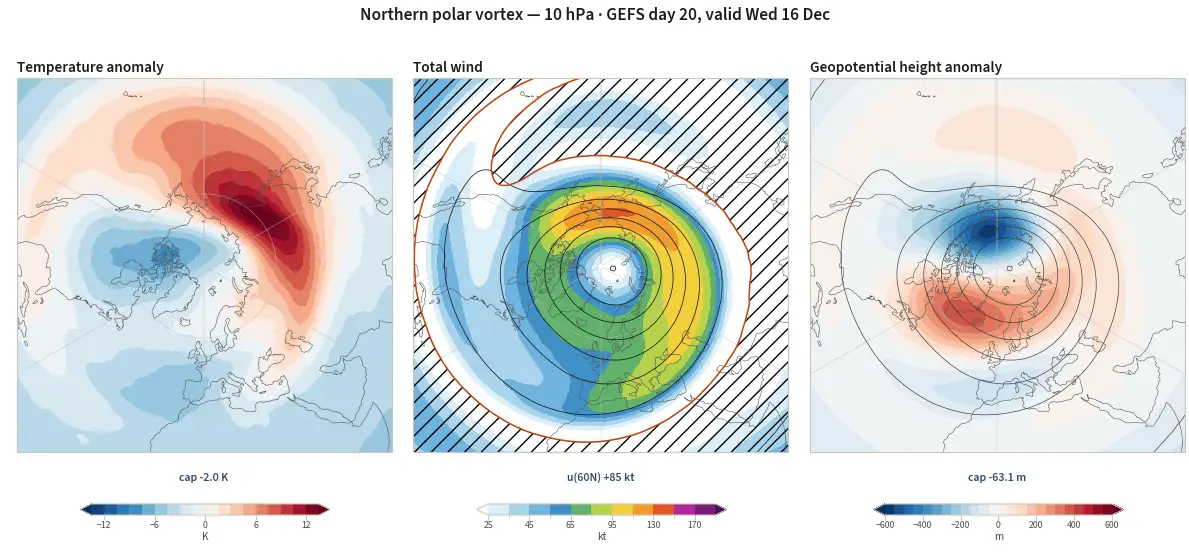 Northern polar vortex — 10 hPa · GEFS day 20, valid Wed 16 Dec
Temperature anomaly
Total wind
Geopotential height anomaly
cap -2.0 K
u(60N) +85 kt
cap -63.1 m
−12 −6 0 6 12
K
25 45 65 95 130 170
kt
−600 −400 −200 0 200 400 600
m